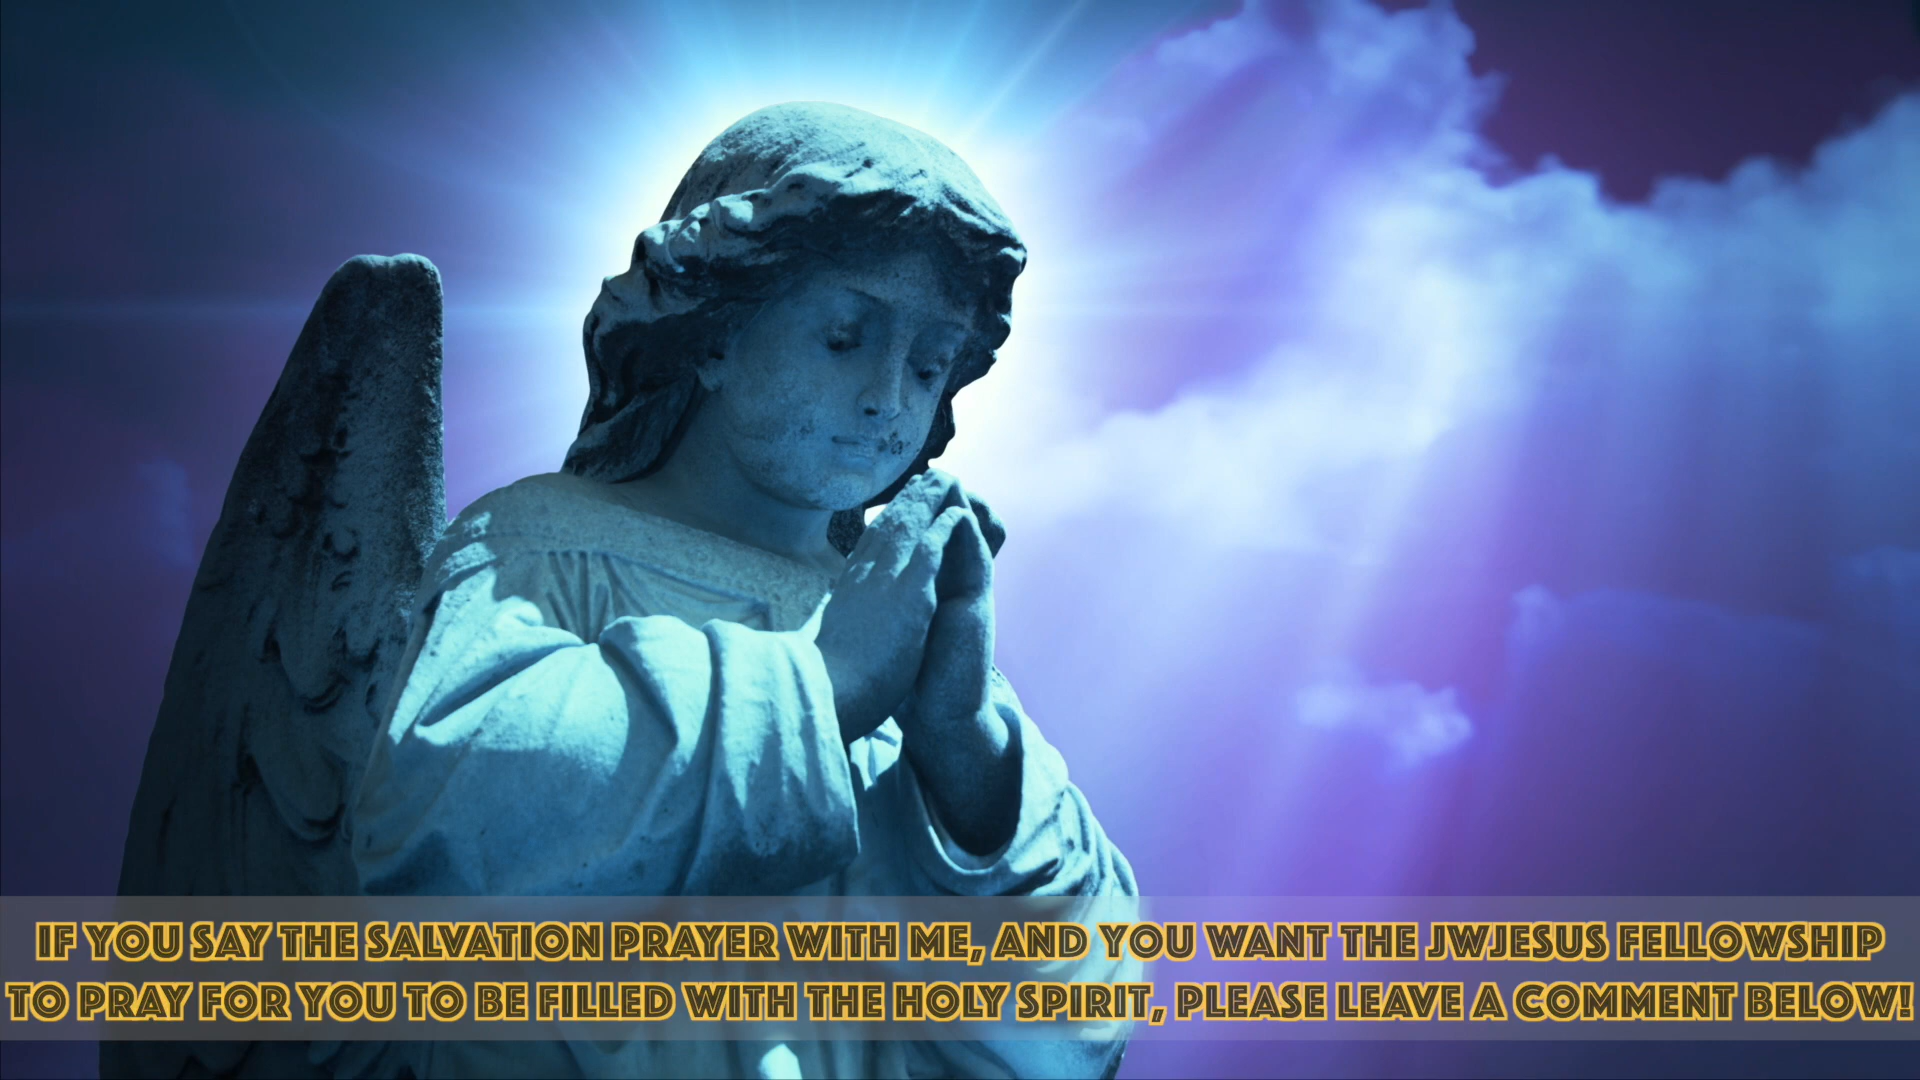 IF YOU SAY THE SALVATION PRAYER WITH ME, AND YOU WANT THE JWJESUS FELLOWSHIP
TO PRAY FOR YOU TO BE FILLED WITH THE HOLY SPIRIT, PLEASE LEAVE A COMMENT BELOW!